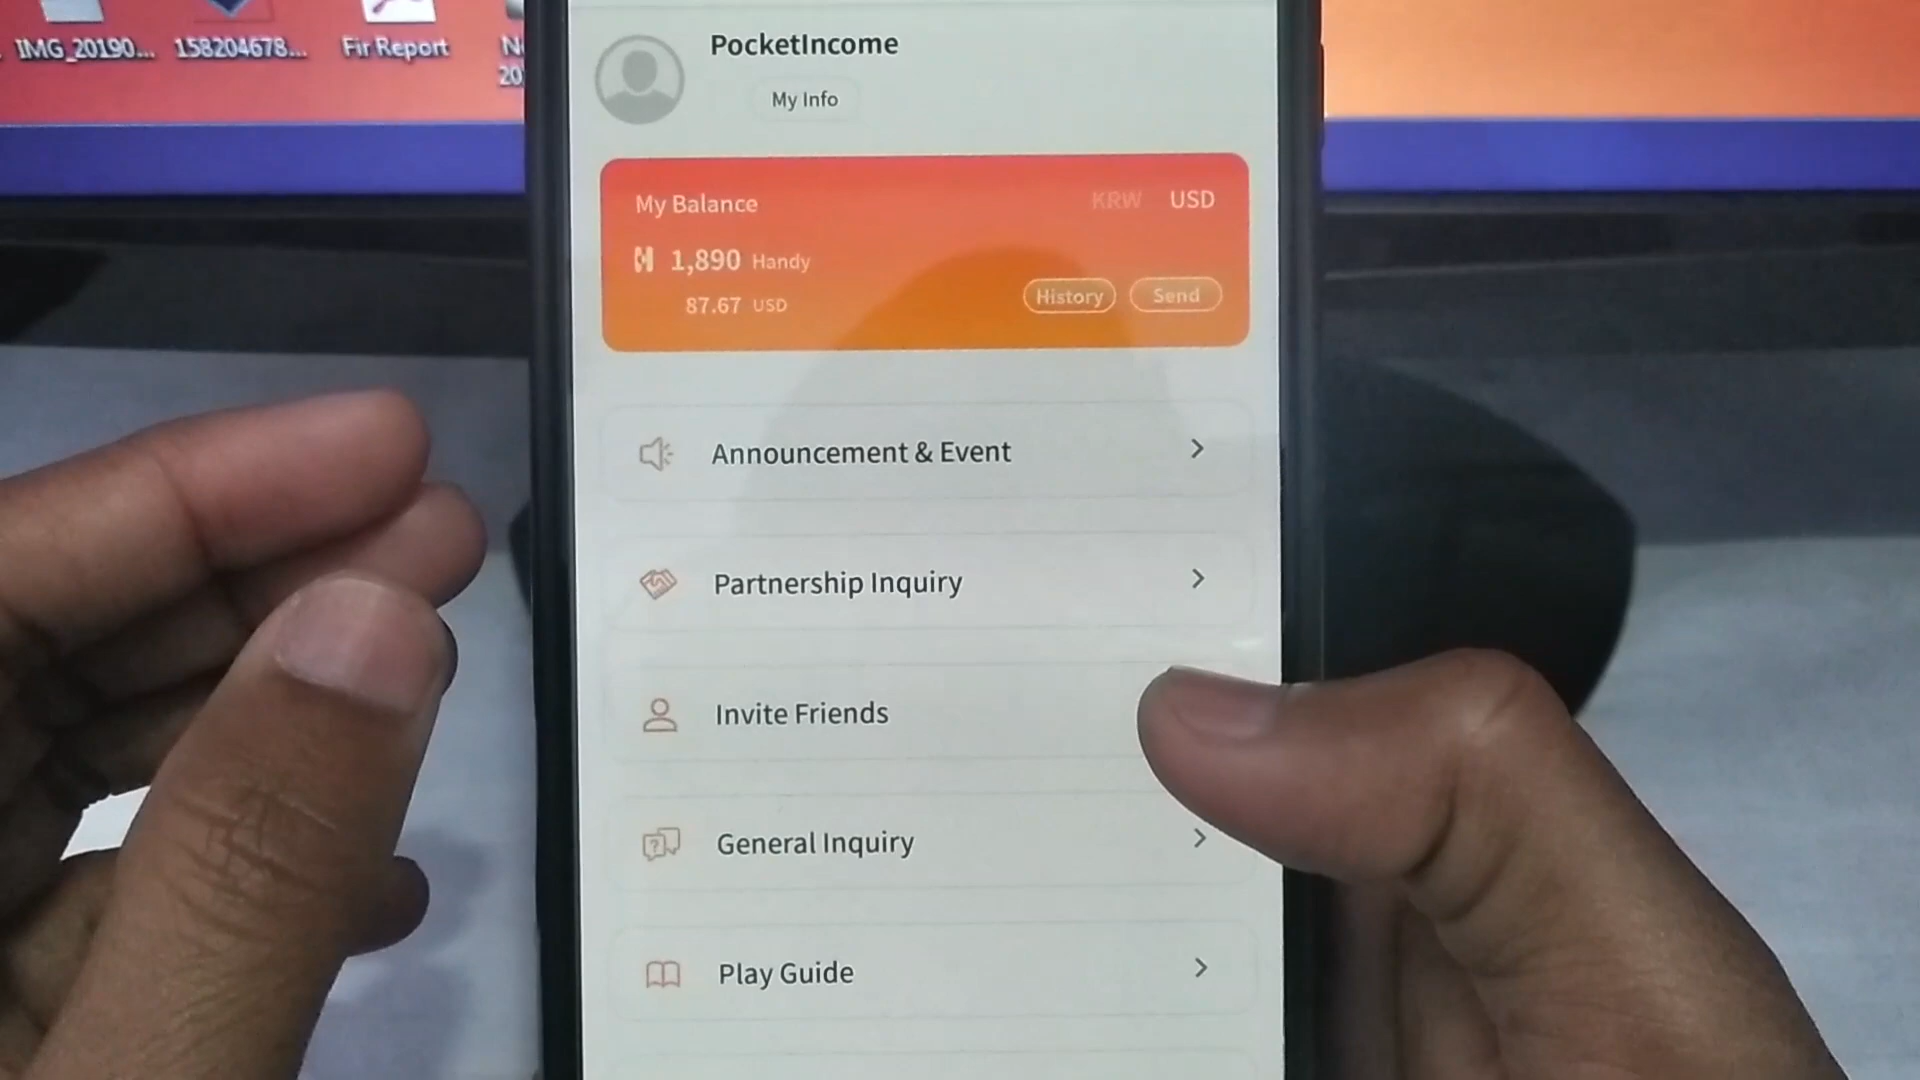 IMG_20190...
158204678...
Fir Report
20
PocketIncome
My Info
My Balance
KRW
USD
1,890 Handy
87.67 USD
History
Send
Announcement & Event
Partnership Inquiry
Invite Friends
General Inquiry
Play Guide